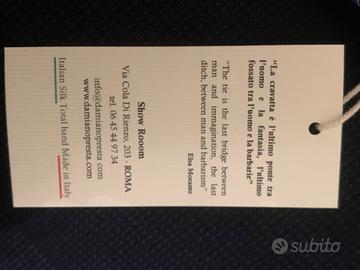 "La cravatta è l'ultimo ponte tra
l'uomo e la fantasia, l'ultimo
fossato tra l'uomo e la barbarie"
"The tie is the last bridge between
man and immagination, the last
ditch, between man and barbarism"
Elsa Morante
Show Rooom
Via Cola Di Rienzo, 203 - ROMA
tel. 06 45 44 97 34
info@damianopresta.com
www.damianopresta.com
Italian Silk Total hand Made in Italy
subito